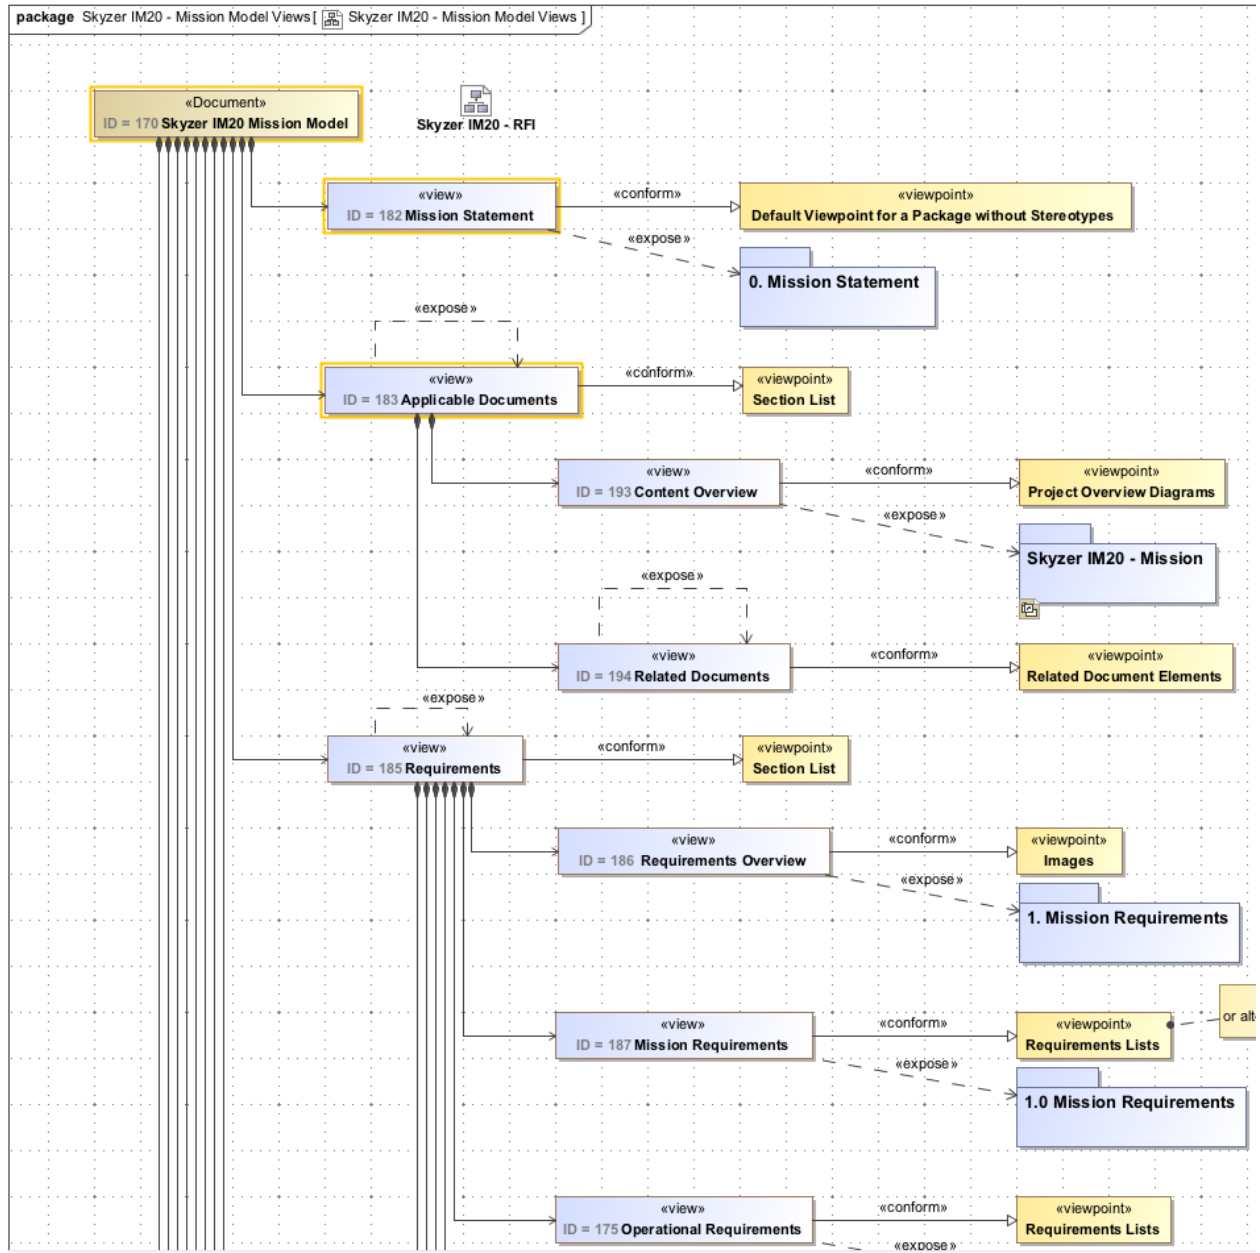 package Skyzer IM20 - Mission Model Views[ Skyzer IM20 - Mission Model Views ]
«Document»
ID = 170 Skyzer IM20 Mission Model
Skyzer IM20 - RFI
«view»
ID = 182 Mission Statement
«conform»
«viewpoint»
Default Viewpoint for a Package without Stereotypes
«expose»
0. Mission Statement
«expose»
«view»
ID = 183 Applicable Documents
«conform»
«viewpoint»
Section List
«view»
ID = 193 Content Overview
«conform»
«viewpoint»
Project Overview Diagrams
«expose»
Skyzer IM20 - Mission
«expose»
«view»
ID = 194 Related Documents
«conform»
«viewpoint»
Related Document Elements
«expose»
«view»
ID = 185 Requirements
«conform»
«viewpoint»
Section List
«view»
ID = 186 Requirements Overview
«conform»
«viewpoint»
Images
«expose»
1. Mission Requirements
«view»
ID = 187 Mission Requirements
«conform»
«viewpoint»
Requirements Lists
or alt
«expose»
1.0 Mission Requirements
«view»
ID = 175 Operational Requirements
«conform»
«viewpoint»
Requirements Lists
«expose»